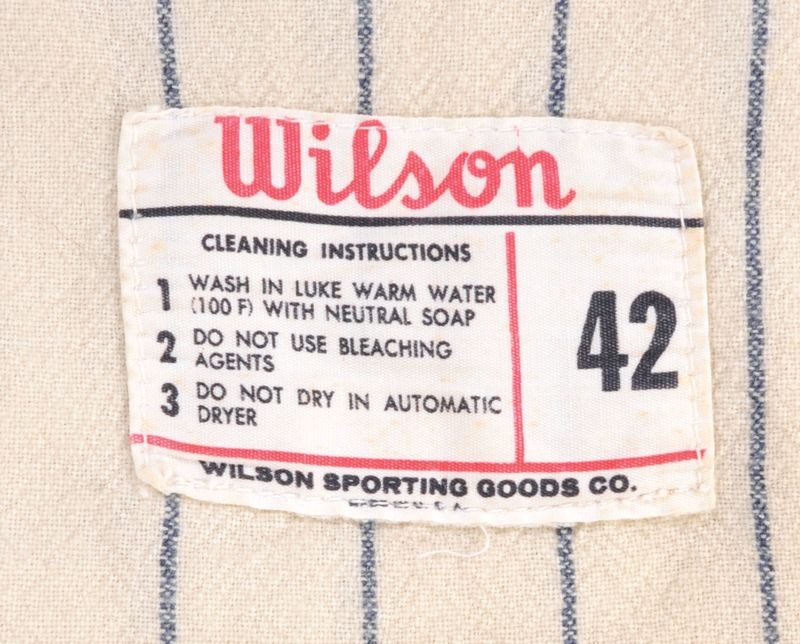 Wilson
CLEANING INSTRUCTIONS
1 WASH IN LUKE WARM WATER
(100 F) WITH NEUTRAL SOAP
2 DO NOT USE BLEACHING
AGENTS
3 DO NOT DRY IN AUTOMATIC
DRYER
42
WILSON SPORTING GOODS CO.